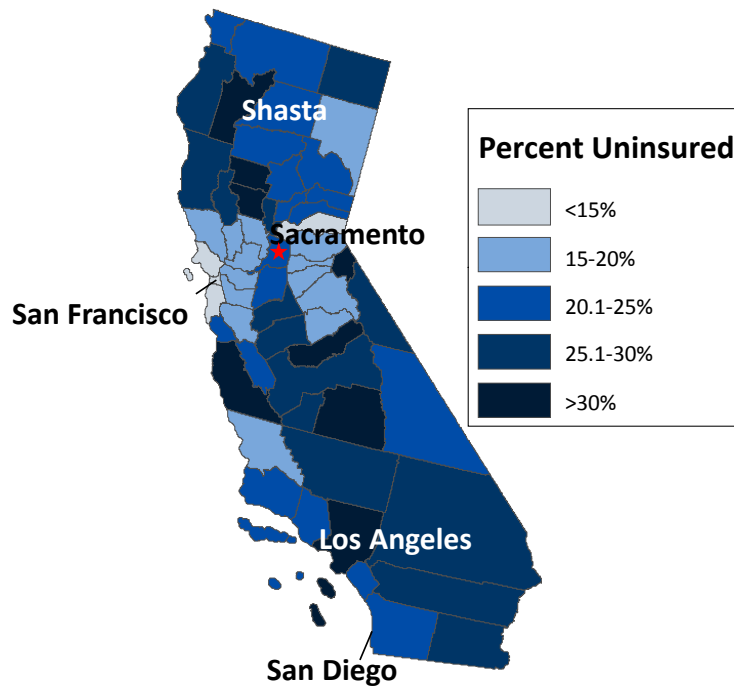 Shasta
Percent Uninsured
<15%
Sacramento
15-20%
San Francisco
20.1-25%
25.1-30%
>30%
Los Angeles
San Diego